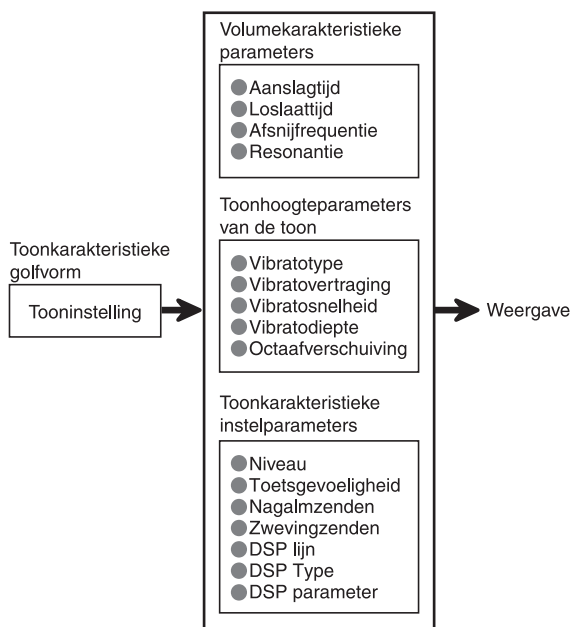 Toonkarakteristieke
golfvorm
Tooninstelling
Volumekarakteristieke
parameters
Aanslagtijd
Loslaattijd
Afsnijfrequentie
Resonantie
Toonhoogteparameters
van de toon
Vibratotype
Vibratovertraging
Vibratosnelheid
Vibratodiepte
Octaafverschuiving
Toonkarakteristieke
instelparameters
Niveau
Toetsgevoeligheid
Nagalmzenden
Zwevingzenden
DSP lijn
DSP Type
DSP parameter
Weergave